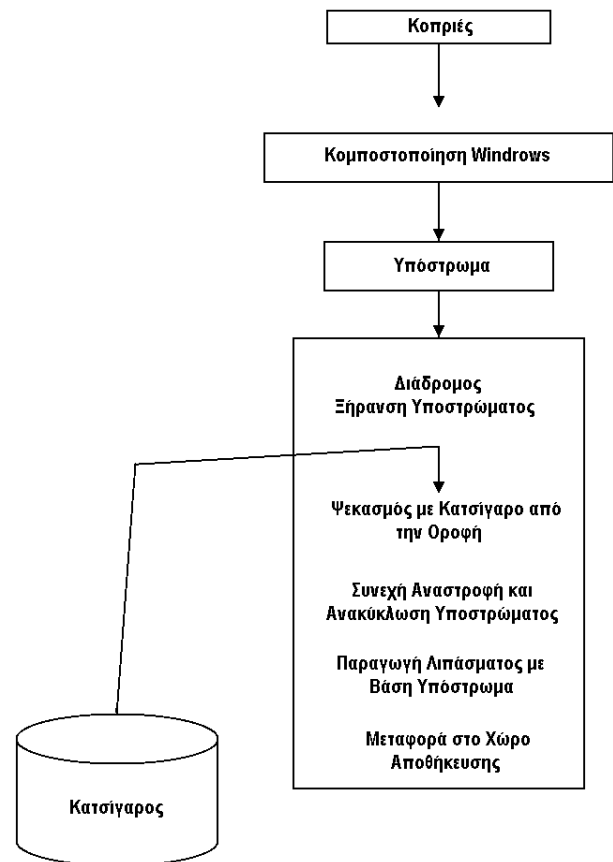 Κοπριές
Κομποστοποίηση Windrows
Υπόστρωμα
Διάδρομος
Ξήρανση Υποστρώματος
Ψεκασμός με Κατσίγαρο από
την Οροφή
Συνεχή Αναστροφή και
Ανακύκλωση Υποστρώματος
Παραγωγή Λιπάσματος με
Βάση Υπόστρωμα
Μεταφορά στο Χώρο
Αποθήκευσης
Κατσίγαρος